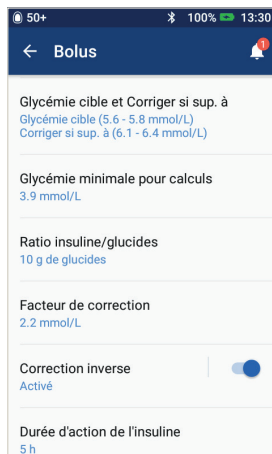 50+ 100% 13:30
Bolus
1
Glycémie cible et Corriger si sup. à
Glycémie cible (5.6 - 5.8 mmol/L)
Corriger si sup. à (6.1 - 6.4 mmol/L)
Glycémie minimale pour calculs
3.9 mmol/L
Ratio insuline/glucides
10 g de glucides
Facteur de correction
2.2 mmol/L
Correction inverse
Activé
Durée d'action de l'insuline
5 h